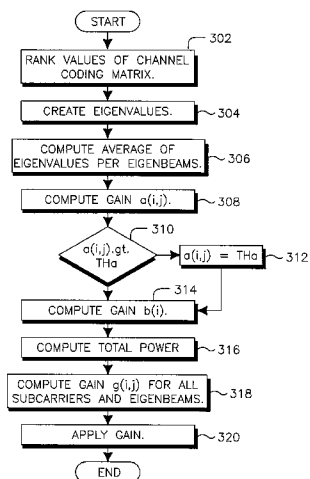 START
302
RANK VALUES OF CHANNEL
CODING MATRIX.
CREATE EIGENVALUES.
304
COMPUTE AVERAGE OF
EIGENVALUES PER EIGENBEAMS.
306
COMPUTE GAIN a(i,j).
308
310
a(i,j).gt.
THa
a(i,j) = THa
312
314
COMPUTE GAIN b(i).
COMPUTE TOTAL POWER
316
COMPUTE GAIN g(i,j) FOR ALL
SUBCARRIERS AND EIGENBEAMS.
318
APPLY GAIN.
320
END